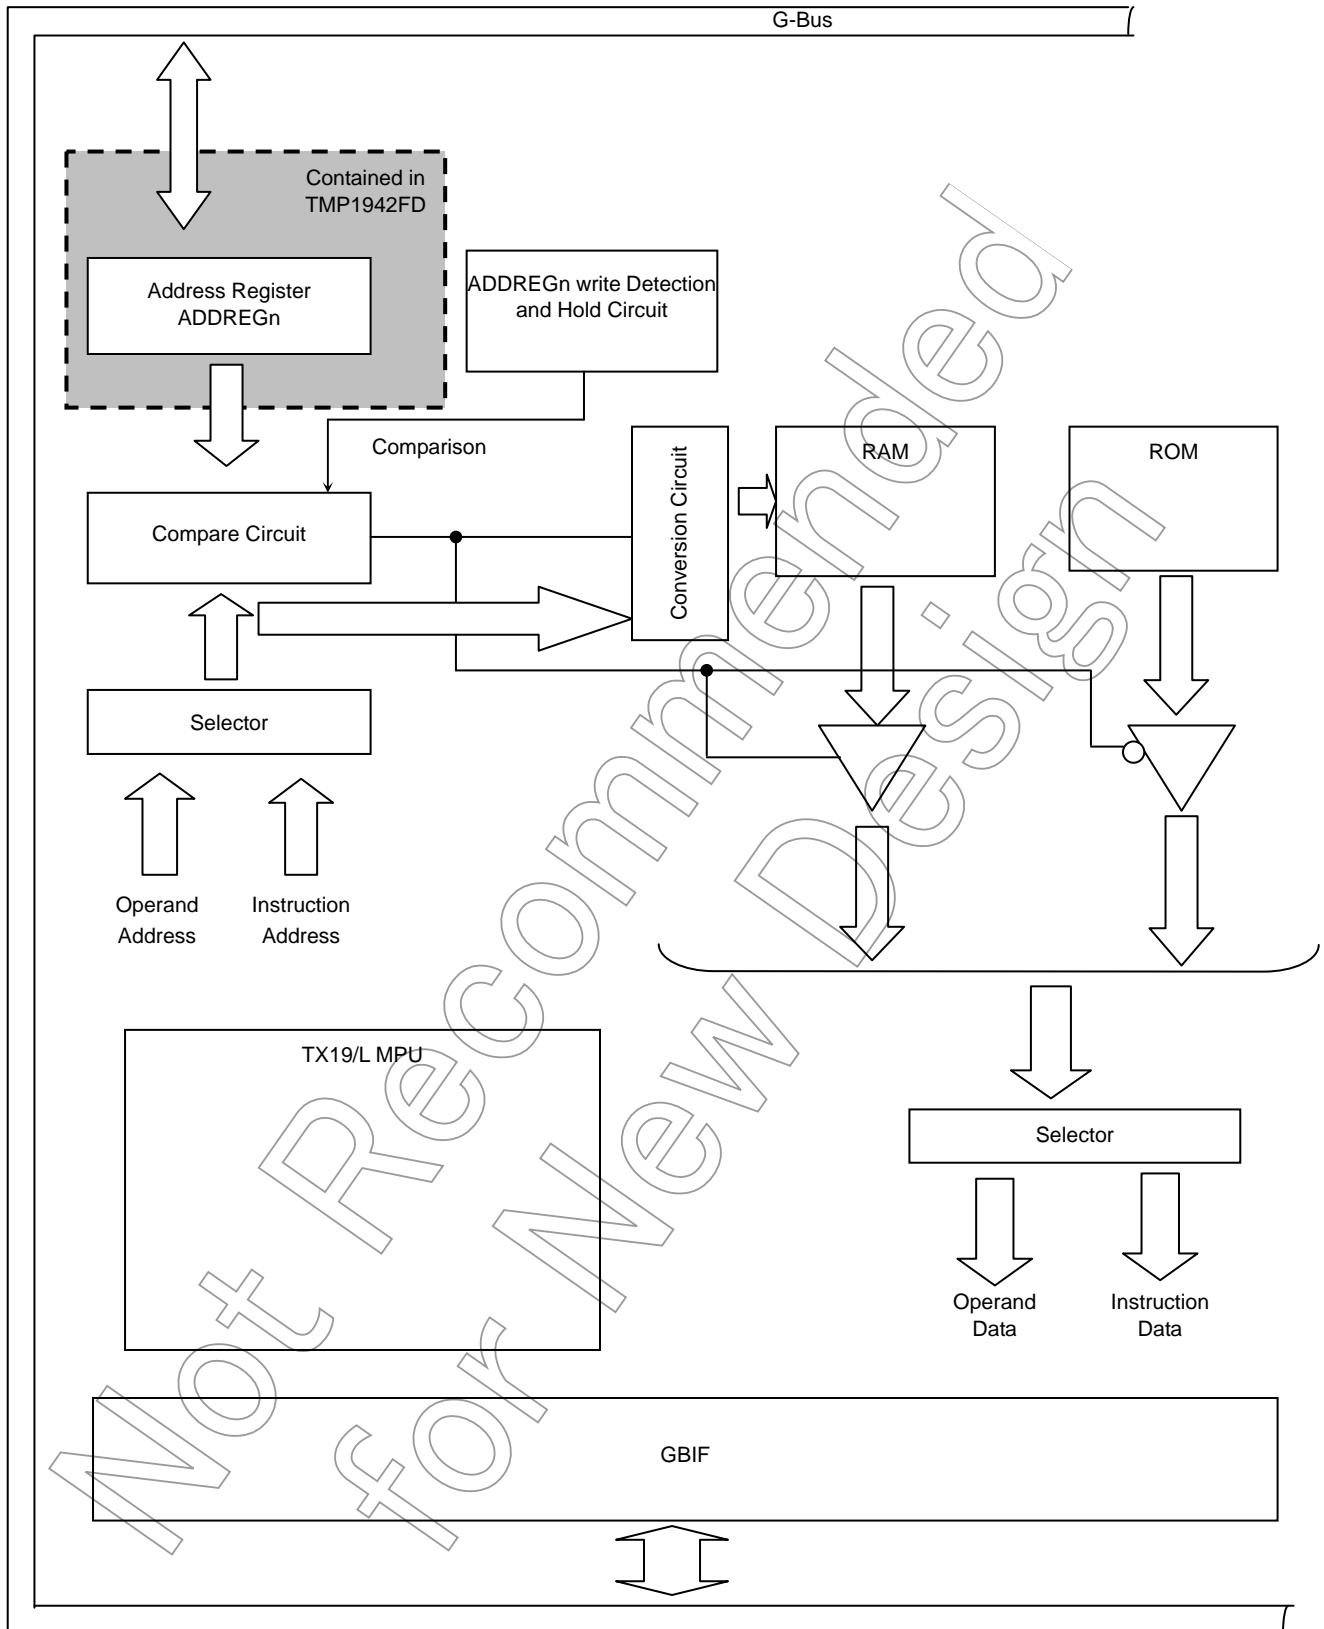 G-Bus
Contained in
TMP1942FD
Address Register
ADDREGn
ADDREGn write Detection
and Hold Circuit
Comparison
Compare Circuit
Conversion Circuit
RAM
ROM
Selector
Operand
Address
Instruction
Address
TX19/L MPU
Selector
Operand
Data
Instruction
Data
GBIF
Not Recommended
for New Design